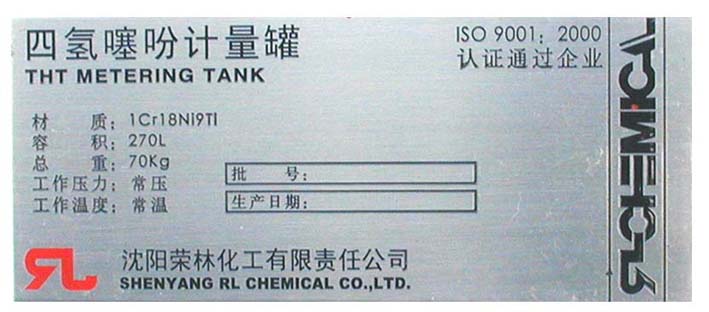 四氢噻吩计量罐
THT METERING TANK
ISO 9001：2000
认证通过企业
材 质：1Cr18Ni9TI
容 积：270L
总 重：70Kg
工作压力：常压
工作温度：常温
批 号：
生产日期：
RL
沈阳荣林化工有限责任公司
SHENYANG RL CHEMICAL CO.,LTD.
RLCHEMICAL